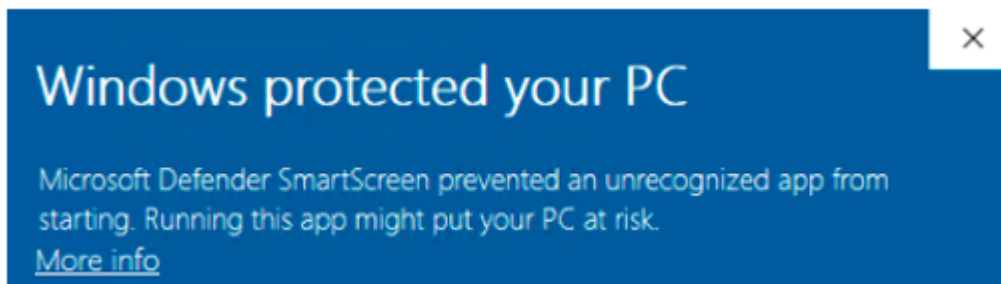 Windows protected your PC
Microsoft Defender SmartScreen prevented an unrecognized app from
starting. Running this app might put your PC at risk.
More info